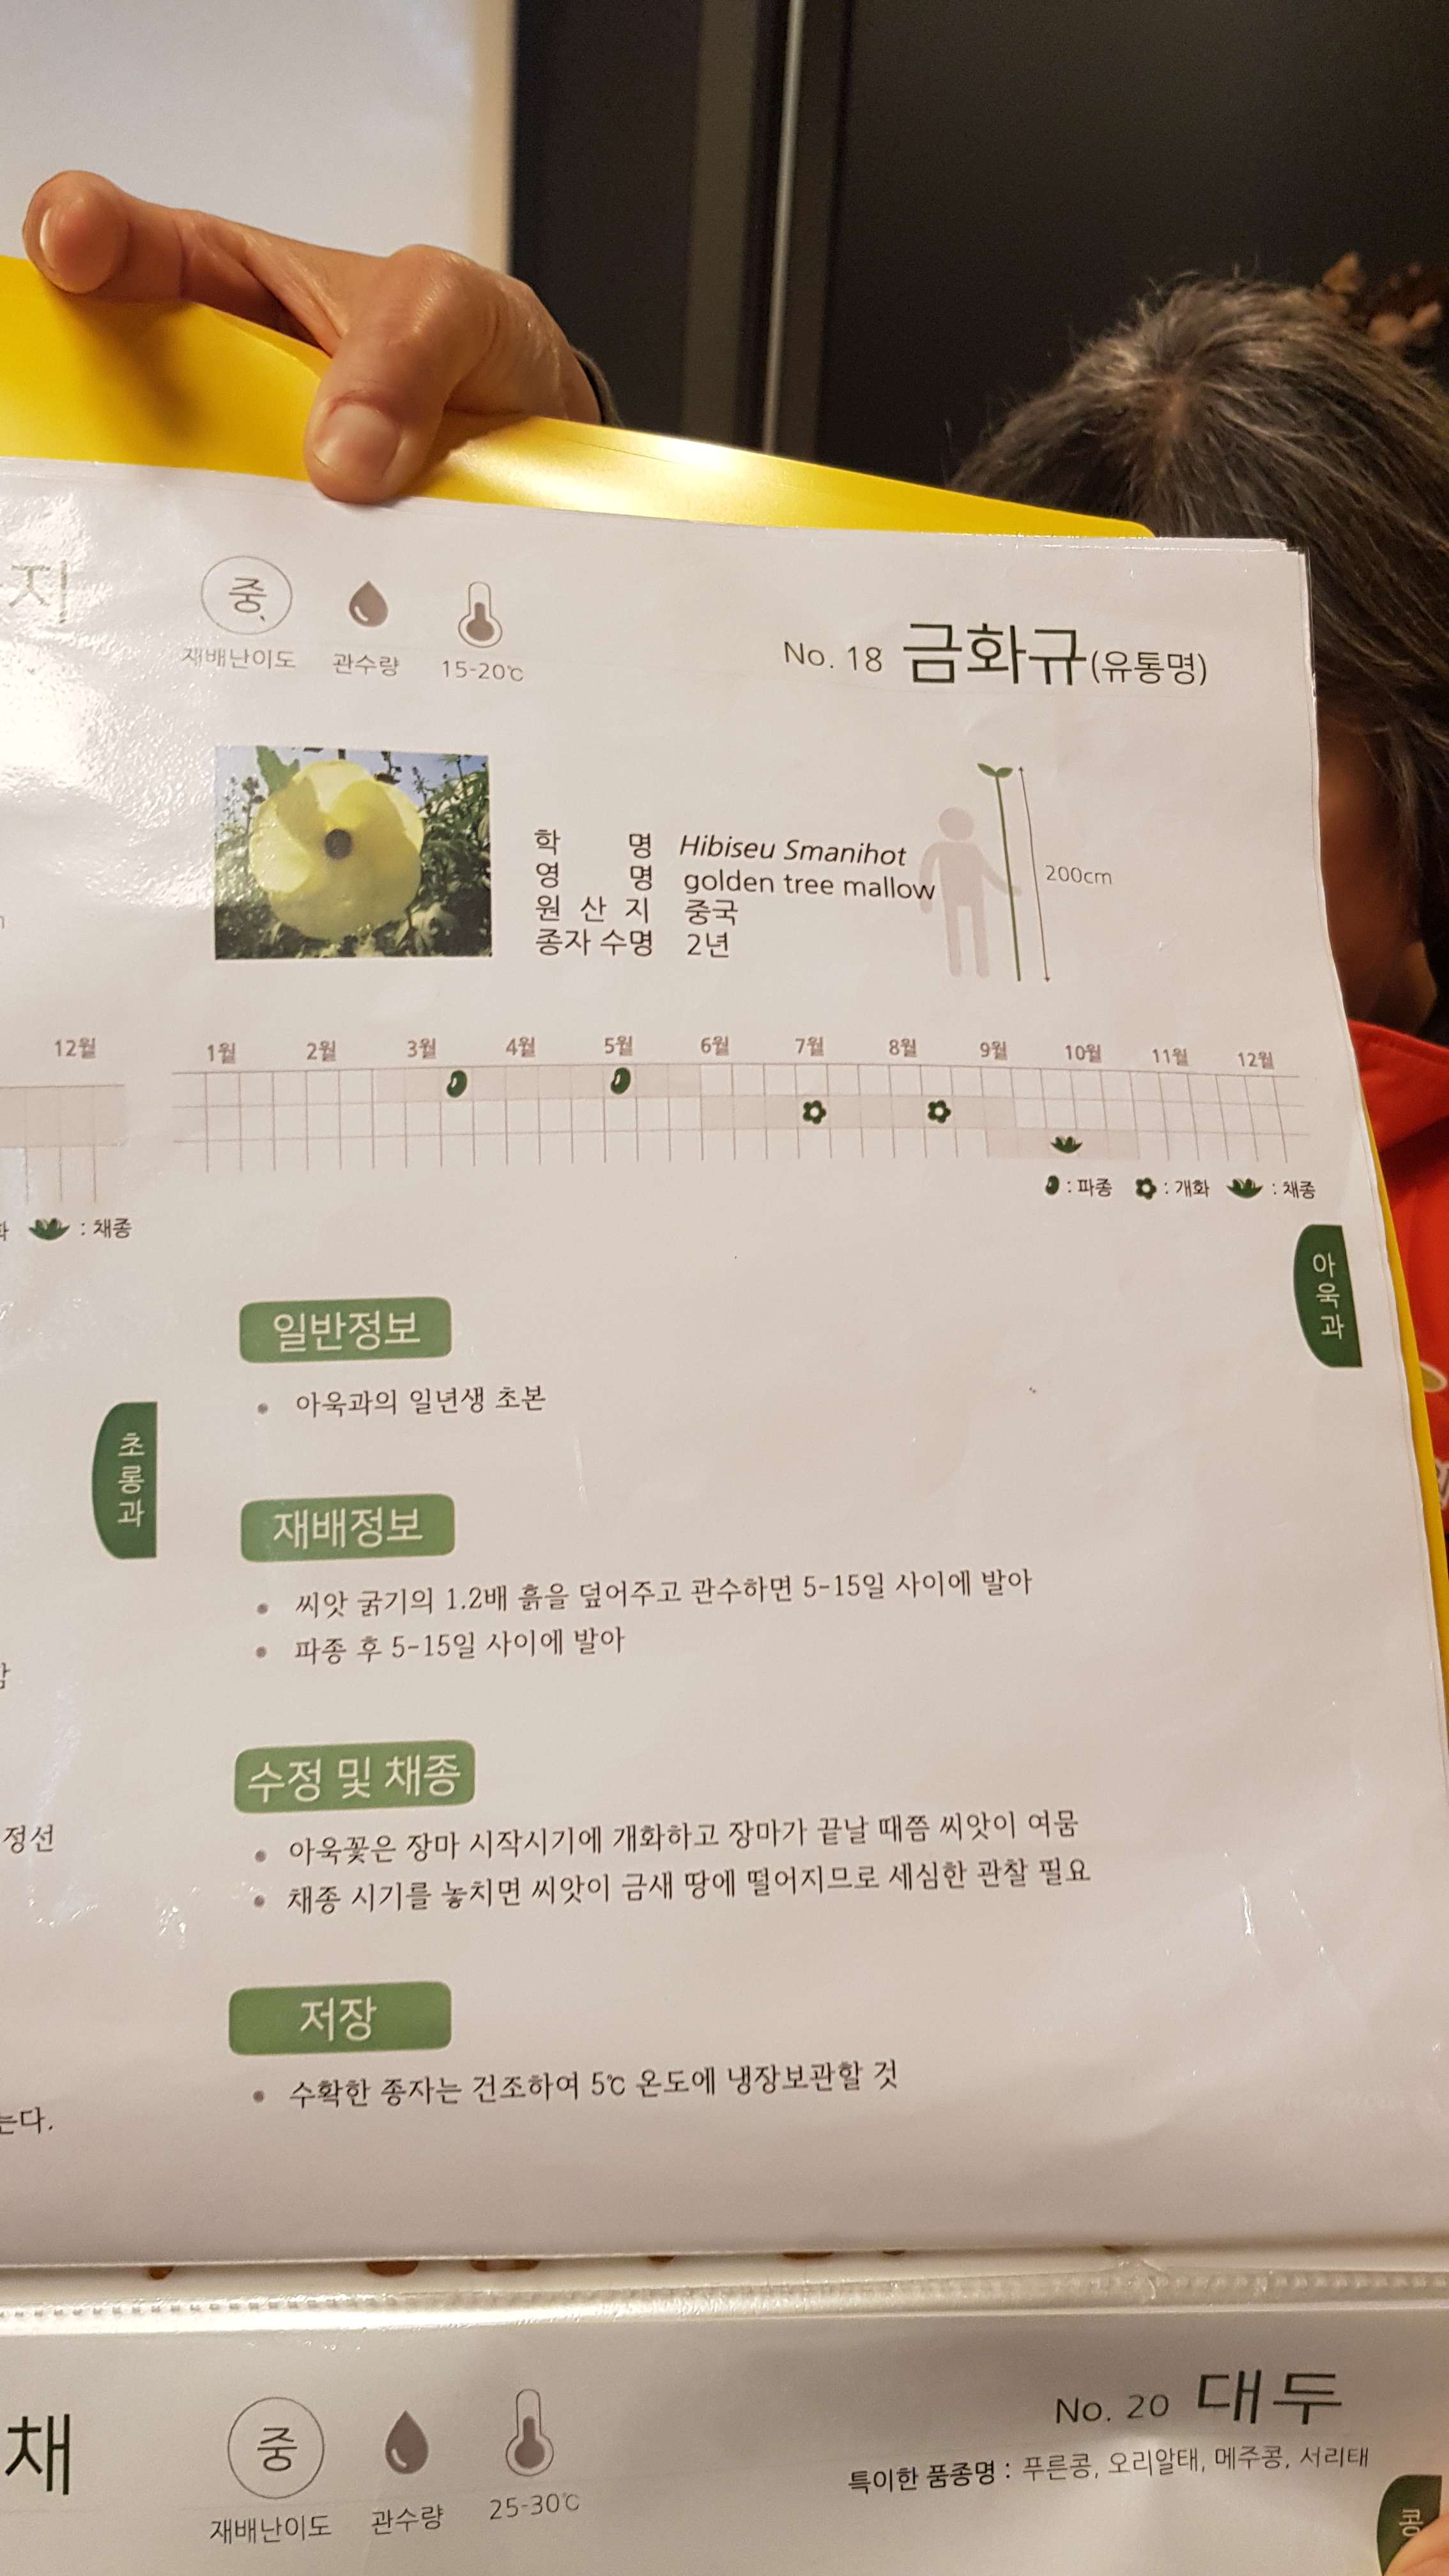 지
중
재배난이도
관수량
15-20℃
No. 18 금화규(유통명)
학 명 Hibiseu Smanihot
영 명 golden tree mallow
원 산 지 중국
종자 수명 2년
200cm
12월
1월 2월 3월 4월 5월 6월 7월 8월 9월 10월 11월 12월
: 파종 : 개화 : 채종
: 채종
아욱과
일반정보
아욱과의 일년생 초본
초롱과
재배정보
씨앗 굵기의 1.2배 흙을 덮어주고 관수하면 5-15일 사이에 발아
파종 후 5-15일 사이에 발아
수정 및 채종
정선
아욱꽃은 장마 시작시기에 개화하고 장마가 끝날 때쯤 씨앗이 여뭄
채종 시기를 놓치면 씨앗이 금새 땅에 떨어지므로 세심한 관찰 필요
저장
수확한 종자는 건조하여 5℃ 온도에 냉장보관할 것
는다.
채
중
재배난이도
관수량
25-30℃
No. 20 대두
특이한 품종명 : 푸른콩, 오리알태, 메주콩, 서리태
콩